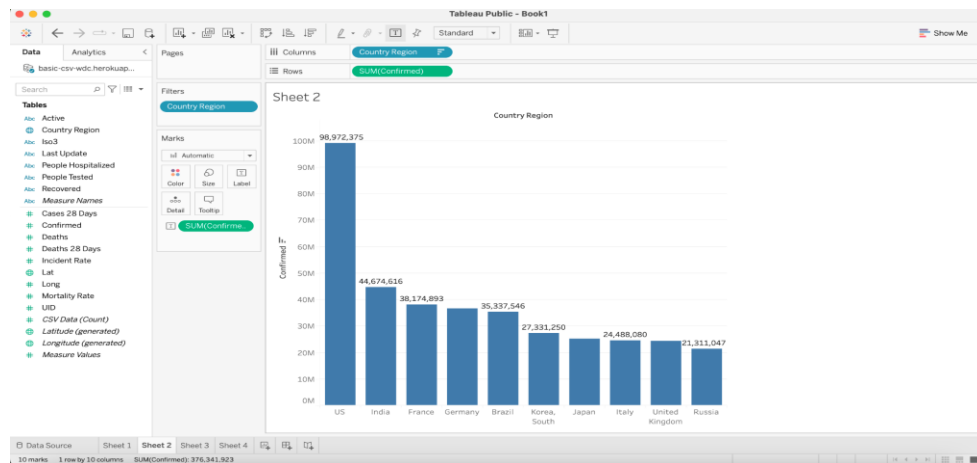 Tableau Public - Book1
Standard
Show Me
Data
Analytics
Pages
Columns
Country Region
Rows
SUM(Confirmed)
basic-csv-wdc.herokuap...
Search
Tables
Abc Active
Country Region
Abc Iso3
Abc Last Update
Abc People Hospitalized
Abc People Tested
Abc Recovered
Abc Measure Names
# Cases 28 Days
# Confirmed
# Deaths
# Deaths 28 Days
# Incident Rate
Lat
# Long
# Mortality Rate
# UID
# CSV Data (Count)
Latitude (generated)
Longitude (generated)
# Measure Values
Filters
Country Region
Marks
Automatic
Color Size Label
Detail Tooltip
SUM(Confirme..
Sheet 2
Country Region
Confirmed
100M
90M
80M
70M
60M
50M
40M
30M
20M
10M
0M
98,972,375
44,674,616
38,174,893
35,337,546
27,331,250
24,488,080
21,311,047
US
India
France
Germany
Brazil
Korea,
South
Japan
Italy
United
Kingdom
Russia
Data Source
Sheet 1
Sheet 2
Sheet 3
Sheet 4
10 marks 1 row by 10 columns SUM(Confirmed): 376,341,923